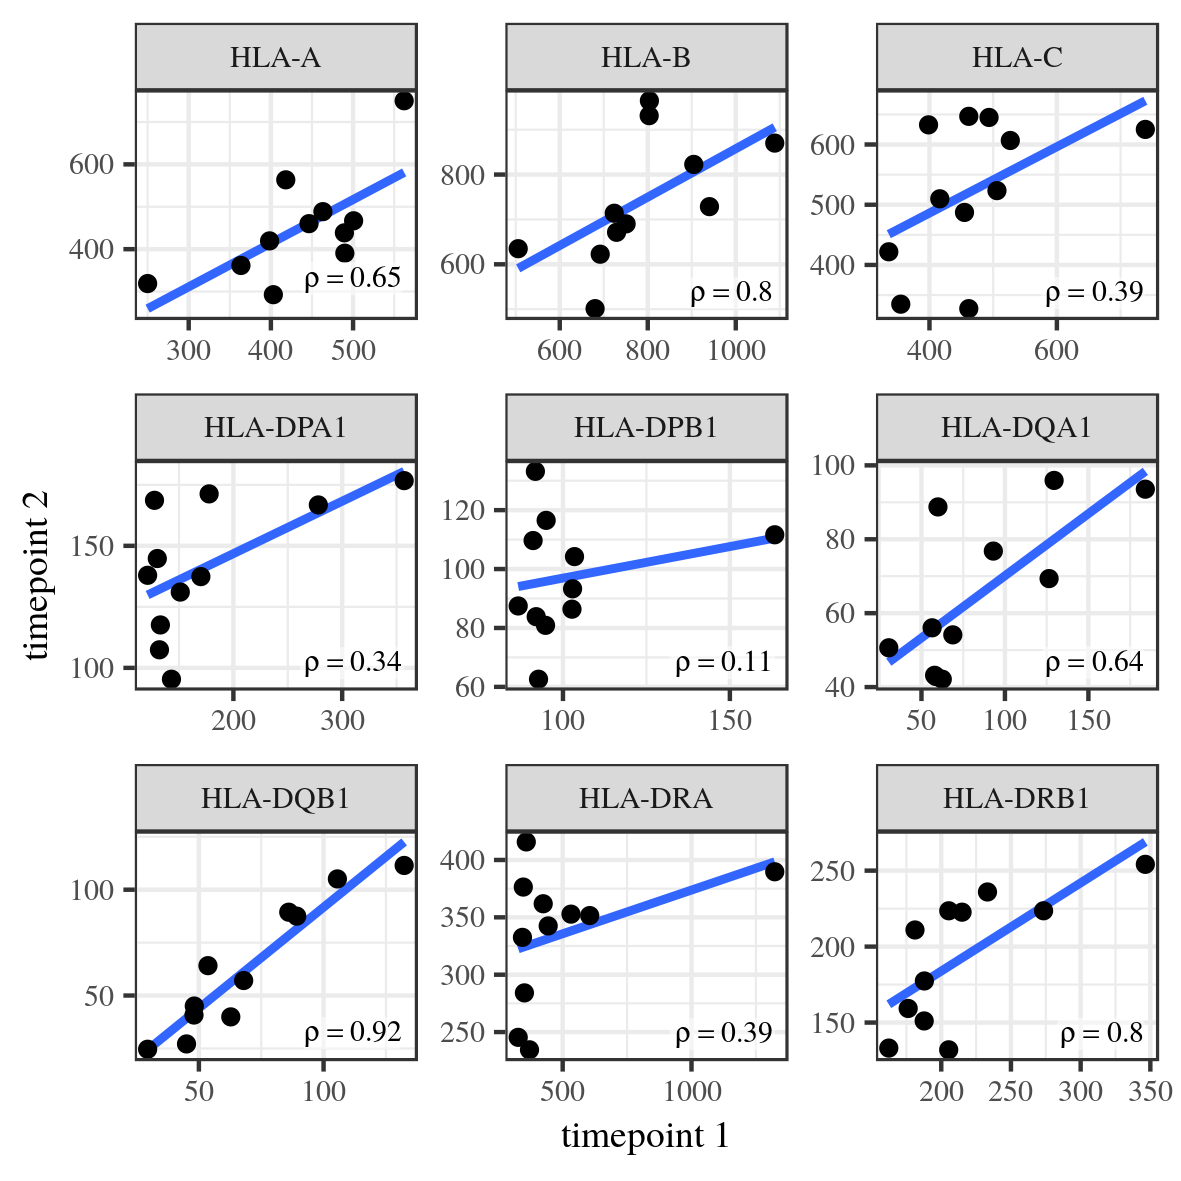 HLA-A HLA-B HLA-C
600
400
ρ = 0.65
300 400 500
800
600
ρ = 0.8
600 800 1000
600
500
400
ρ = 0.39
400 600
HLA-DPA1 HLA-DPB1 HLA-DQA1
150
100
ρ = 0.34
200 300
120
100
80
60
ρ = 0.11
100 150
100
80
60
40
ρ = 0.64
50 100 150
HLA-DQB1 HLA-DRA HLA-DRB1
100
50
ρ = 0.92
50 100
400
350
300
250
ρ = 0.39
500 1000
250
200
150
ρ = 0.8
200 250 300 350
timepoint 2
timepoint 1